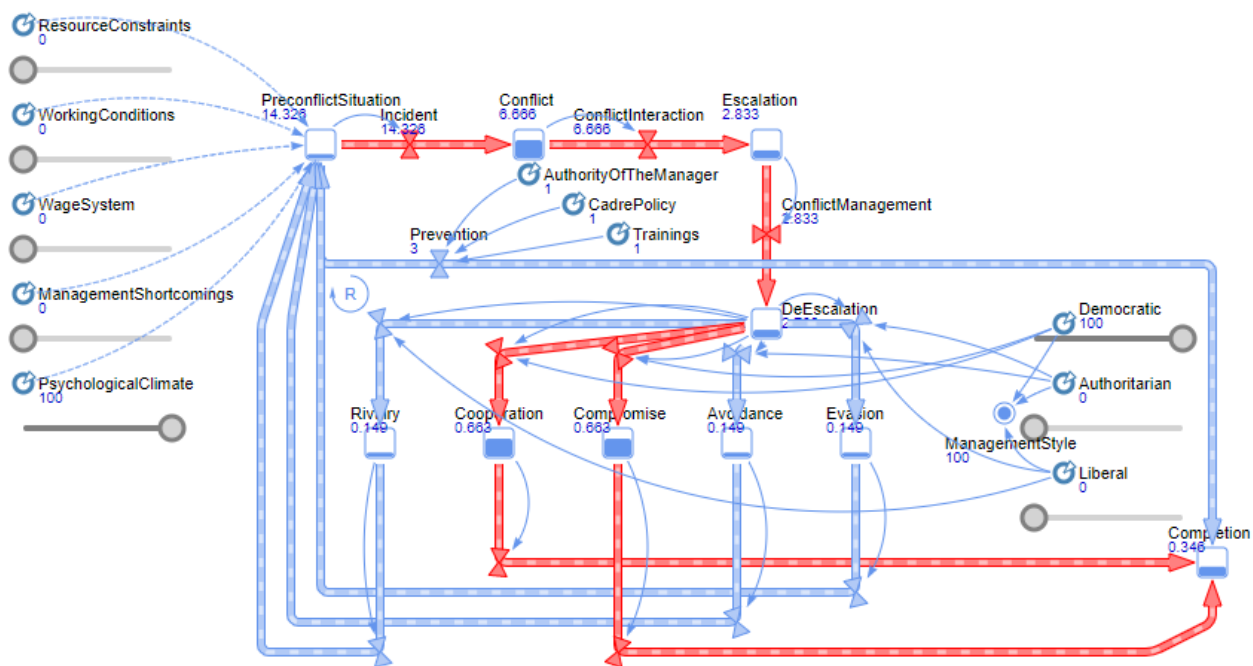 ResourceConstraints
0
WorkingConditions
0
WageSystem
0
ManagementShortcomings
0
PsychologicalClimate
100
PreconflictSituation
14.326
Incident
14.326
Conflict
6.666
ConflictInteraction
6.666
Escalation
2.833
AuthorityOfTheManager
1
CadrePolicy
1
Trainings
1
Prevention
3
ConflictManagement
2.833
R
DeEscalation
Democratic
100
Authoritarian
0
ManagementStyle
100
Liberal
0
Rivalry
0.149
Cooperation
0.663
Compromise
0.663
Avoidance
0.149
Evasion
0.149
Completion
0.346